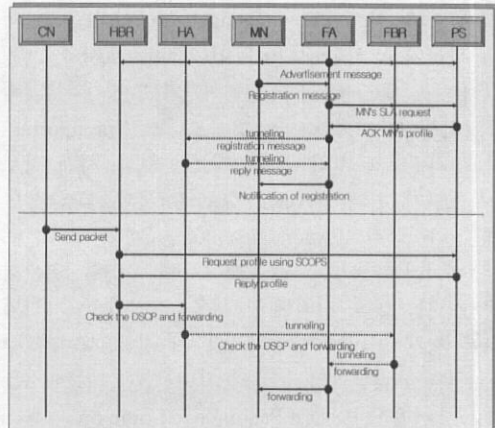 CN HBR HA MN FA FBR PS
Advertisement message
Registration message
MN's SLA request
ACK MN's profile
tunneling
registration message
tunneling
reply message
Notification of registration
Send packet
Request profile using SCOPS
Reply profile
Check the DSCP and forwarding
tunneling
Check the DSCP and forwarding
tunneling
forwarding
forwarding